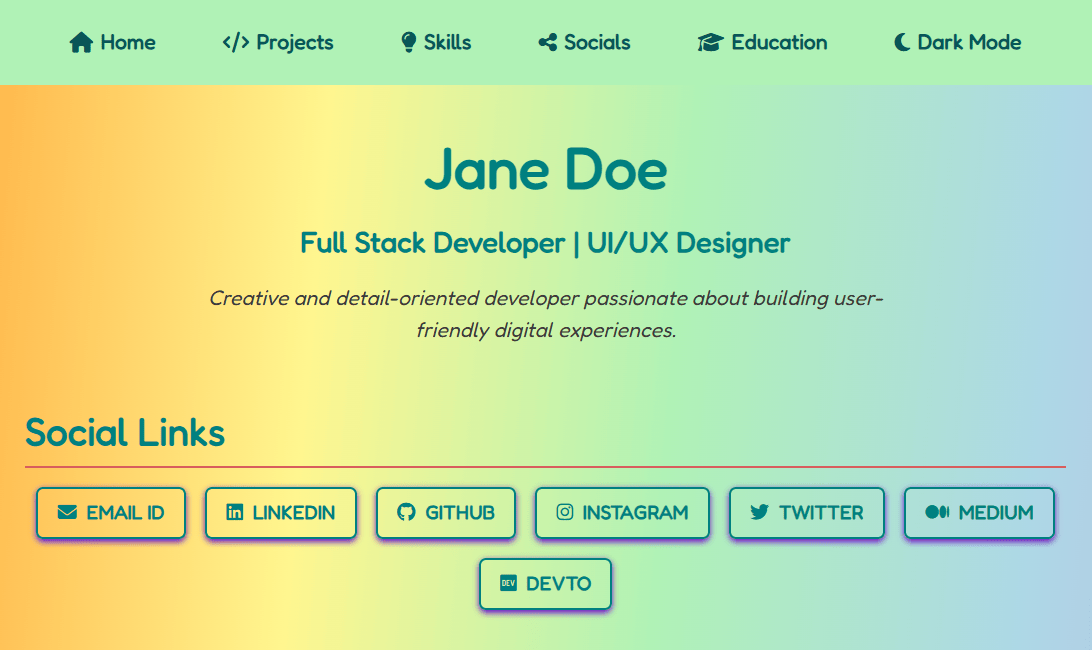 Home Projects Skills Socials Education Dark Mode
Jane Doe
Full Stack Developer | UI/UX Designer
Creative and detail-oriented developer passionate about building user-
friendly digital experiences.
Social Links
EMAIL ID LINKEDIN GITHUB INSTAGRAM TWITTER MEDIUM
DEV DEVTO